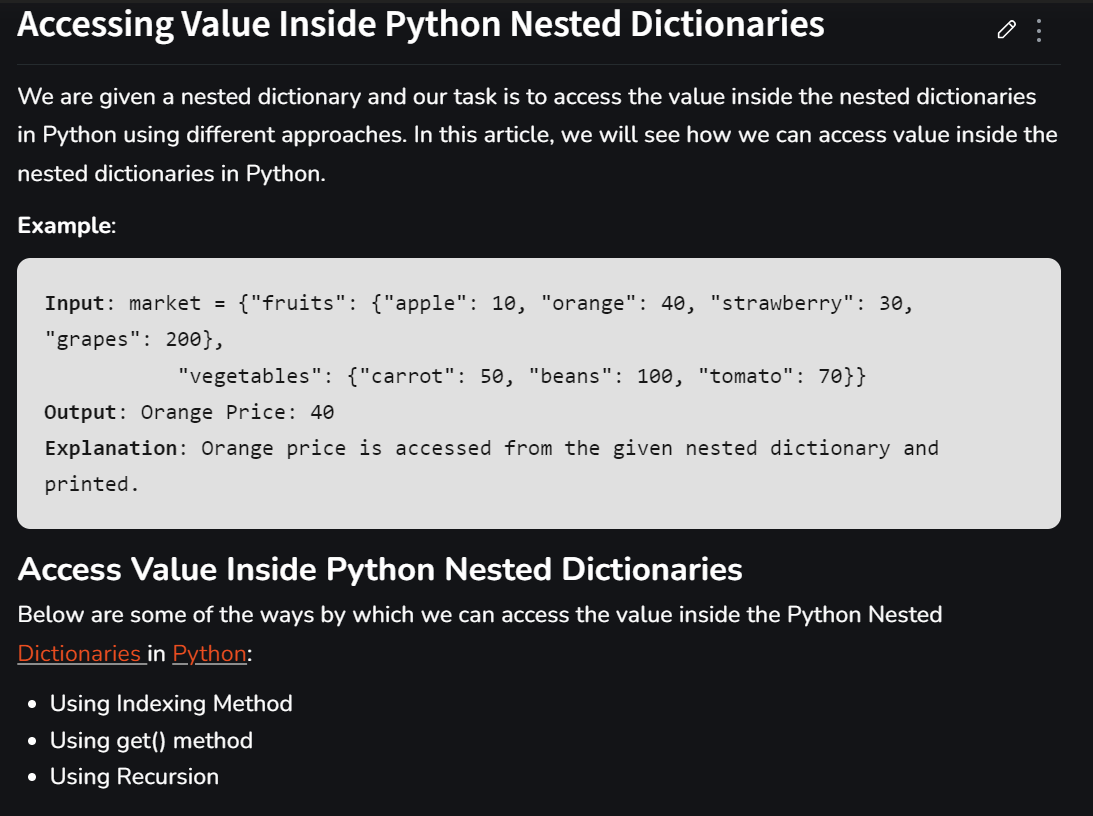 Accessing Value Inside Python Nested Dictionaries
We are given a nested dictionary and our task is to access the value inside the nested dictionaries
in Python using different approaches. In this article, we will see how we can access value inside the
nested dictionaries in Python.
Example:
Input: market = {"fruits": {"apple": 10, "orange": 40, "strawberry": 30,
"grapes": 200},
           "vegetables": {"carrot": 50, "beans": 100, "tomato": 70}}
Output: Orange Price: 40
Explanation: Orange price is accessed from the given nested dictionary and
printed.
Access Value Inside Python Nested Dictionaries
Below are some of the ways by which we can access the value inside the Python Nested
Dictionaries in Python:
• Using Indexing Method
• Using get() method
• Using Recursion